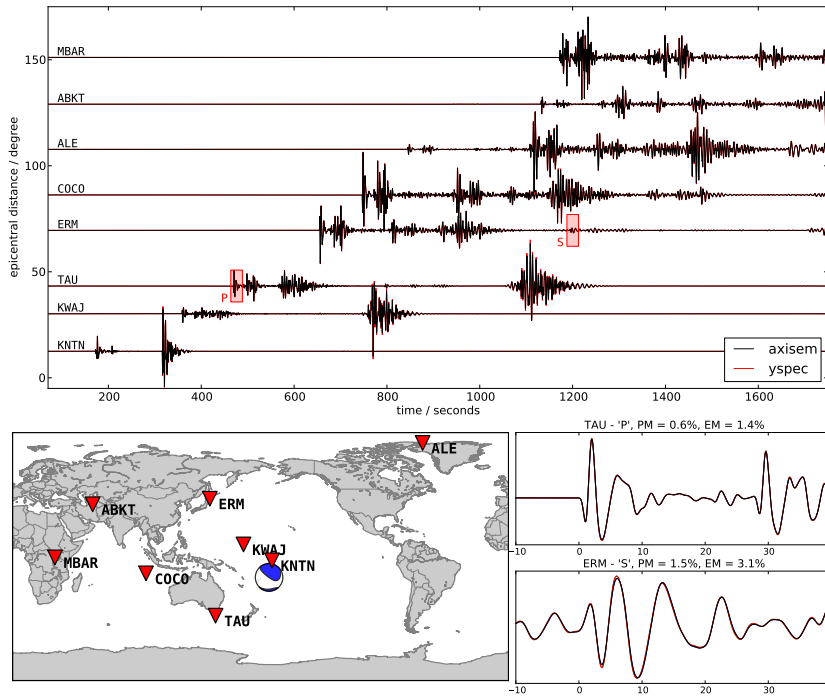 150
100
50
0
epicentral distance / degree
MBAR
ABKT
ALE
COCO
ERM
S
TAU
P
KWAJ
KNTN
axisem
yspec
200 400 600 800 1000 1200 1400 1600
time / seconds
ALE
ERM
ABKT
KWAJ
MBAR
KNTN
COCO
TAU
TAU - 'P', PM = 0.6%, EM = 1.4%
−10 0 10 20 30
ERM - 'S', PM = 1.5%, EM = 3.1%
−10 0 10 20 30